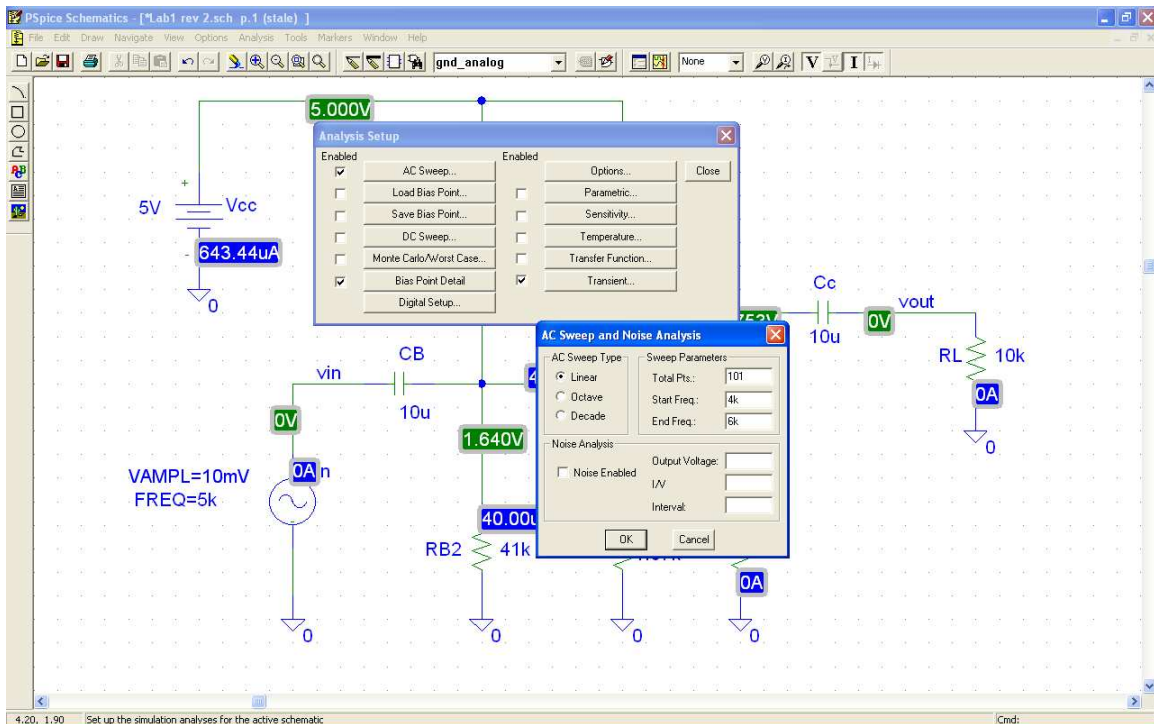 PSpice Schematics - [*Lab1 rev 2.sch p.1 (stale) ]
File Edit Draw Navigate View Options Analysis Tools Markers Window Help
gnd_analog None V I
5.000V
Analysis Setup
Enabled Enabled
AC Sweep... Options... Close
Load Bias Point... Parametric...
Save Bias Point... Sensitivity...
DC Sweep... Temperature...
Monte Carlo/Worst Case... Transfer Function...
Bias Point Detail Transient...
Digital Setup...
+
5V Vcc
-
643.44uA
0
Cc
vout
0V
10u
RL 10k
0A
0
AC Sweep and Noise Analysis
AC Sweep Type Sweep Parameters
Linear Total Pts.: 101
Octave Start Freq.: 4k
Decade End Freq.: 6k
Noise Analysis
Noise Enabled Output Voltage:
I/V
Interval:
OK Cancel
CB
vin
10u
0V
1.640V
VAMPL=10mV
FREQ=5k
0A n
40.00u
RB2 41k
0A
0 0 0 0
4.20, 1.90 Set up the simulation analyses for the active schematic Cmd: